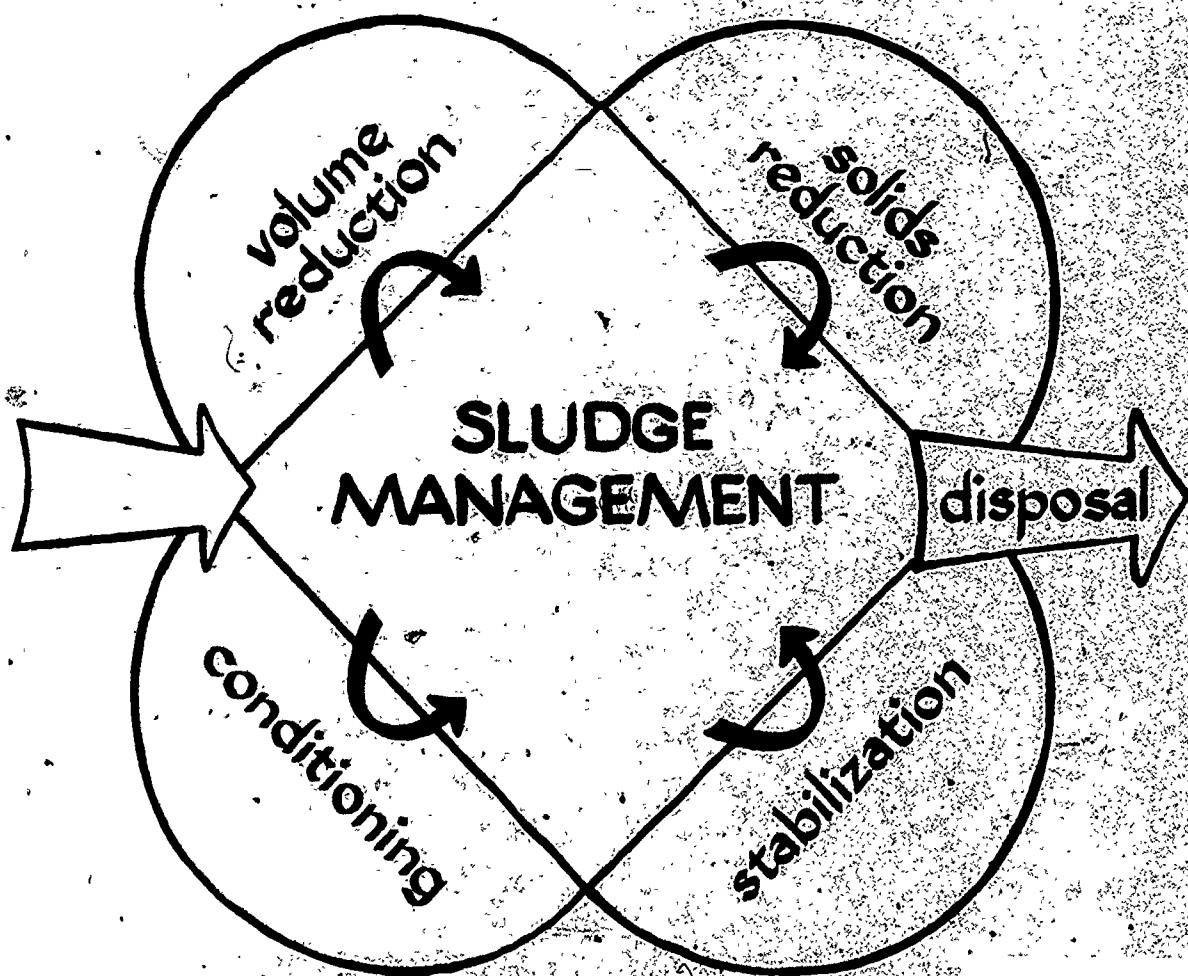 volume
reduction
solids
reduction
SLUDGE
MANAGEMENT
disposal
conditioning
stabilization